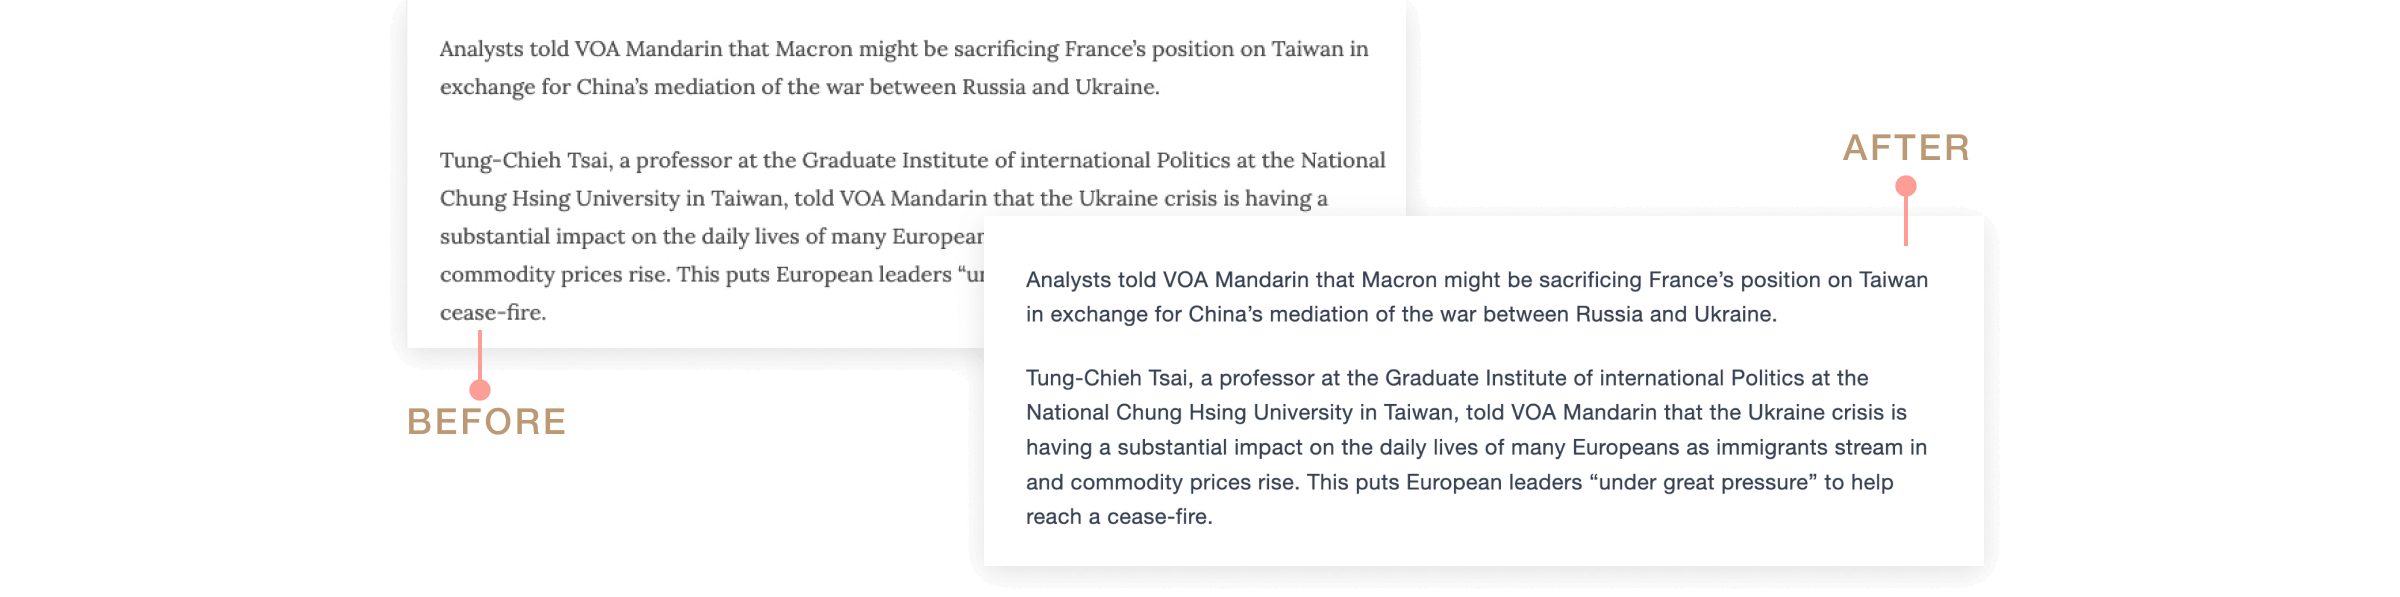 Analysts told VOA Mandarin that Macron might be sacrificing France’s position on Taiwan in
exchange for China’s mediation of the war between Russia and Ukraine.
Tung-Chieh Tsai, a professor at the Graduate Institute of international Politics at the National
Chung Hsing University in Taiwan, told VOA Mandarin that the Ukraine crisis is having a
substantial impact on the daily lives of many
commodity prices rise. This puts European leaders
cease-fire.
BEFORE
AFTER
Analysts told VOA Mandarin that Macron might be sacrificing France’s position on Taiwan
in exchange for China’s mediation of the war between Russia and Ukraine.
Tung-Chieh Tsai, a professor at the Graduate Institute of international Politics at the
National Chung Hsing University in Taiwan, told VOA Mandarin that the Ukraine crisis is
having a substantial impact on the daily lives of many Europeans as immigrants stream in
and commodity prices rise. This puts European leaders “under great pressure” to help
reach a cease-fire.